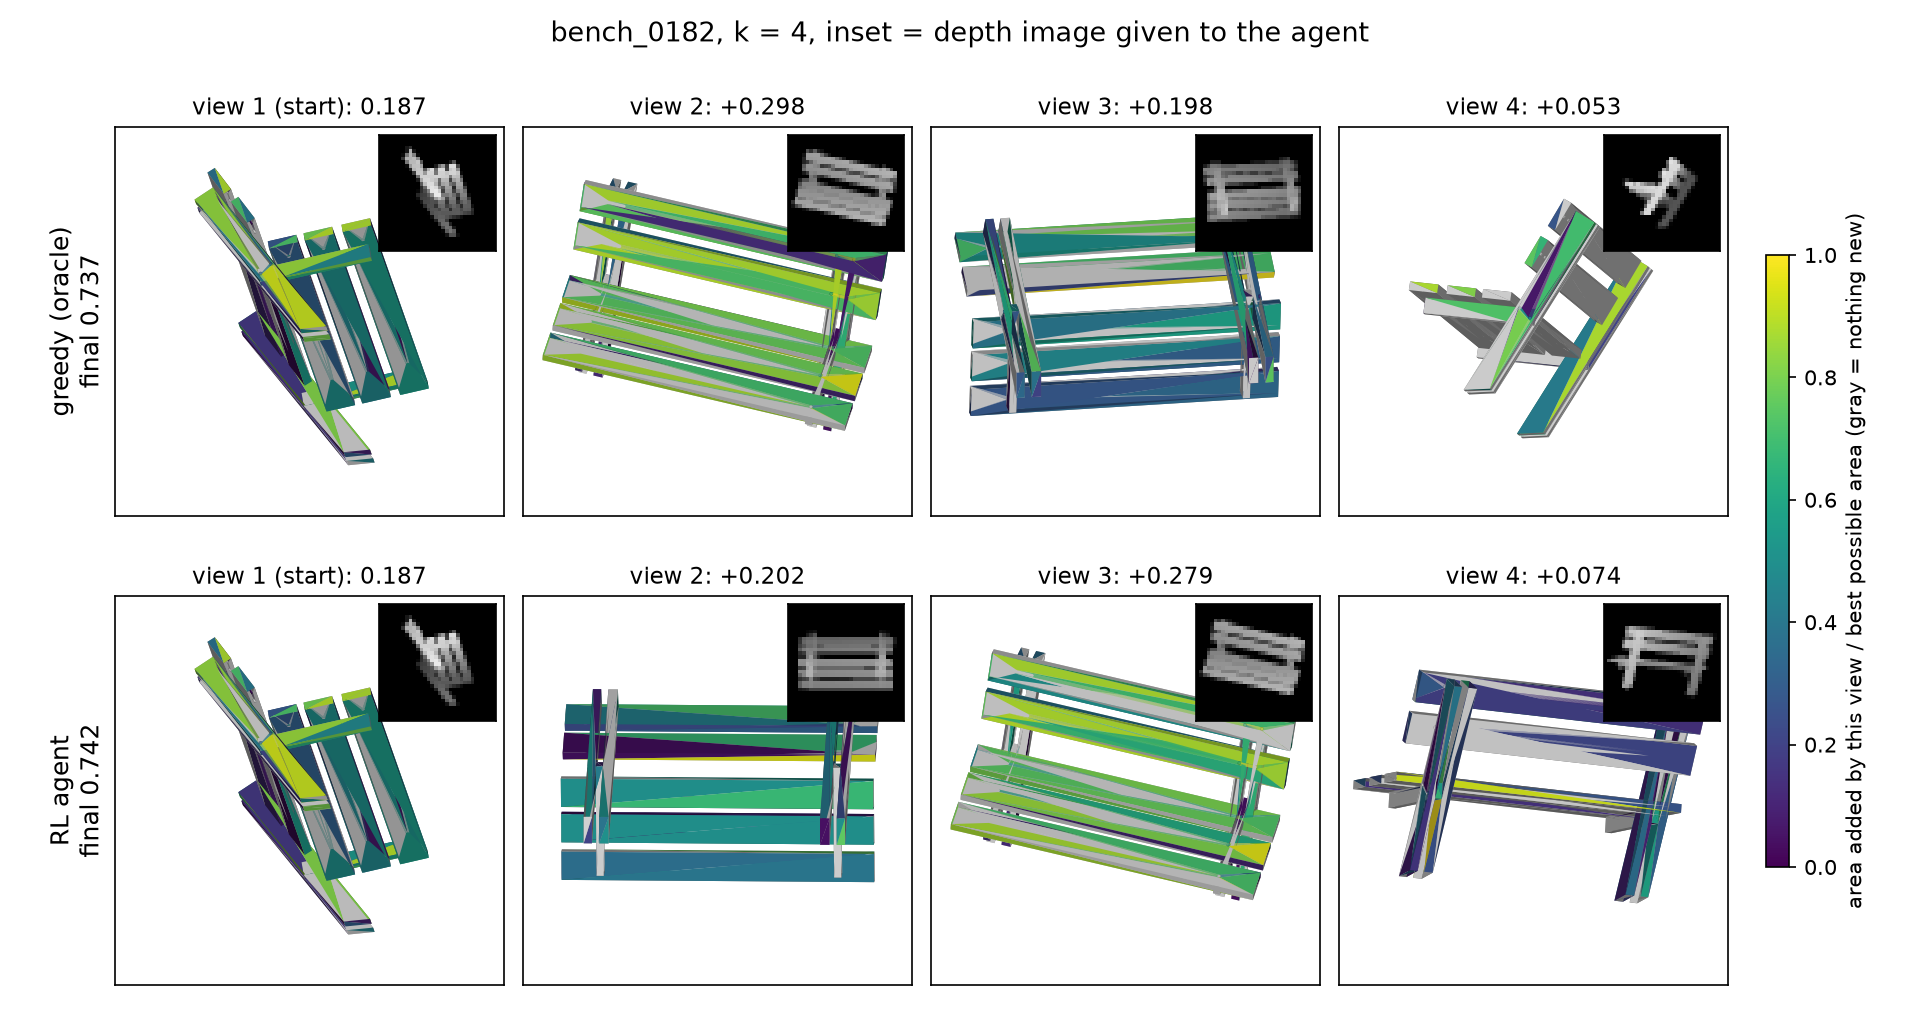 bench_0182, k = 4, inset = depth image given to the agent
greedy (oracle)
final 0.737
view 1 (start): 0.187
view 2: +0.298
view 3: +0.198
view 4: +0.053
RL agent
final 0.742
view 1 (start): 0.187
view 2: +0.202
view 3: +0.279
view 4: +0.074
1.0
0.8
0.6
0.4
0.2
0.0
area added by this view / best possible area (gray = nothing new)